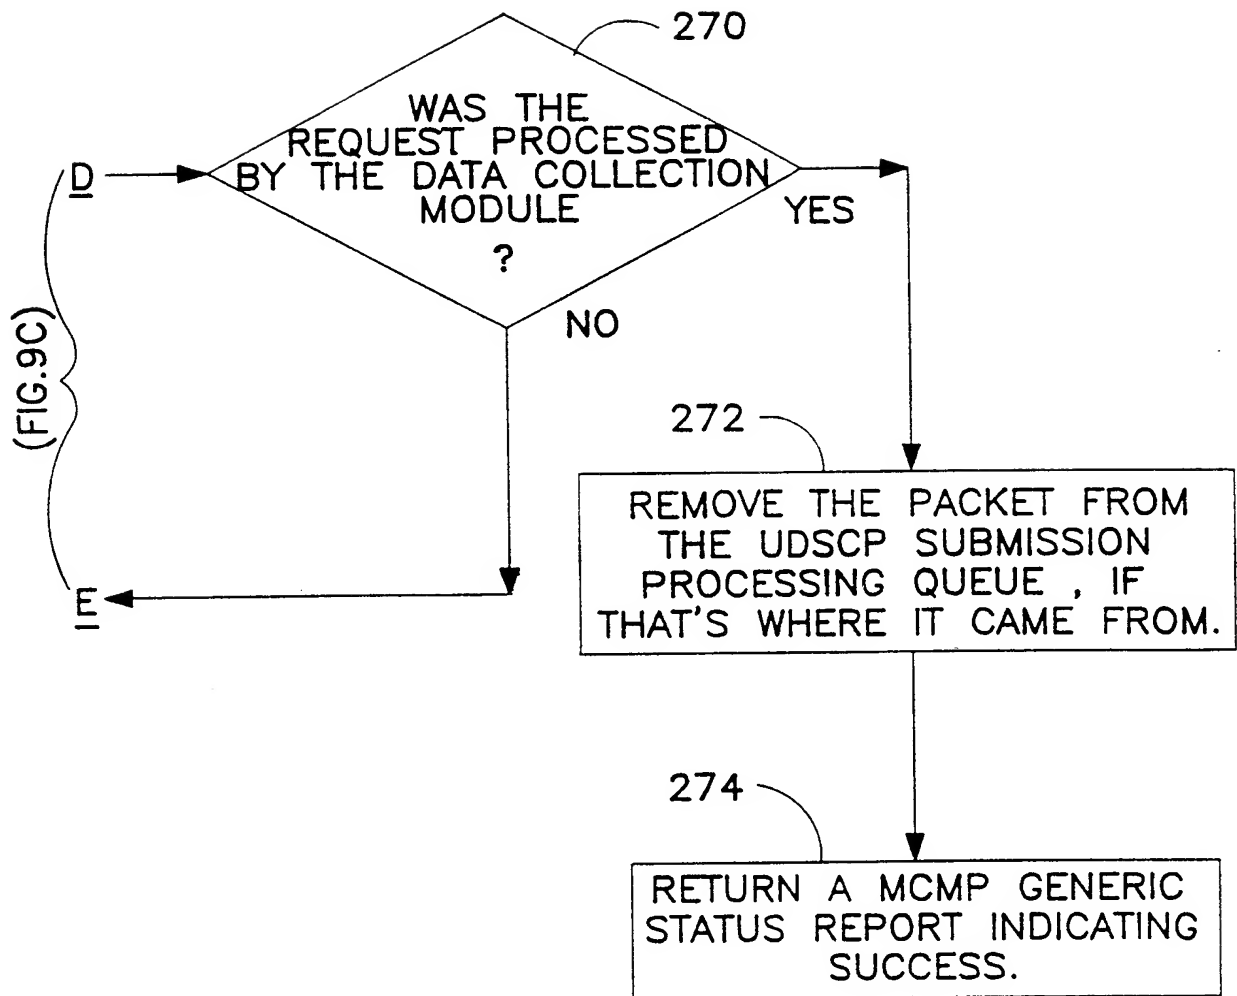 270
WAS THE
REQUEST PROCESSED
BY THE DATA COLLECTION
MODULE
?
D
YES
NO
(FIG.9C)
272
REMOVE THE PACKET FROM
THE UDSCP SUBMISSION
PROCESSING QUEUE , IF
THAT'S WHERE IT CAME FROM.
E
274
RETURN A MCMP GENERIC
STATUS REPORT INDICATING
SUCCESS.